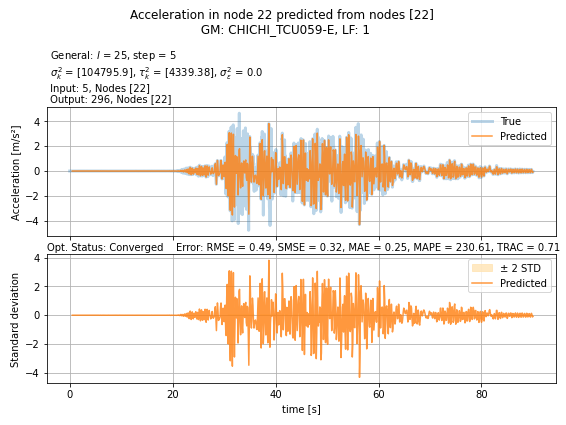 Acceleration in node 22 predicted from nodes [22]
GM: CHICHI_TCU059-E, LF: 1
General: l = 25, step = 5
σ²ₖ = [104795.9], τ²ₖ = [4339.38], σ²ₑ = 0.0
Input: 5, Nodes [22]
Output: 296, Nodes [22]
Acceleration [m/s²]
4
2
0
−2
−4
True
Predicted
Opt. Status: Converged Error: RMSE = 0.49, SMSE = 0.32, MAE = 0.25, MAPE = 230.61, TRAC = 0.71
Standard deviation
4
2
0
−2
−4
± 2 STD
Predicted
0 20 40 60 80
time [s]